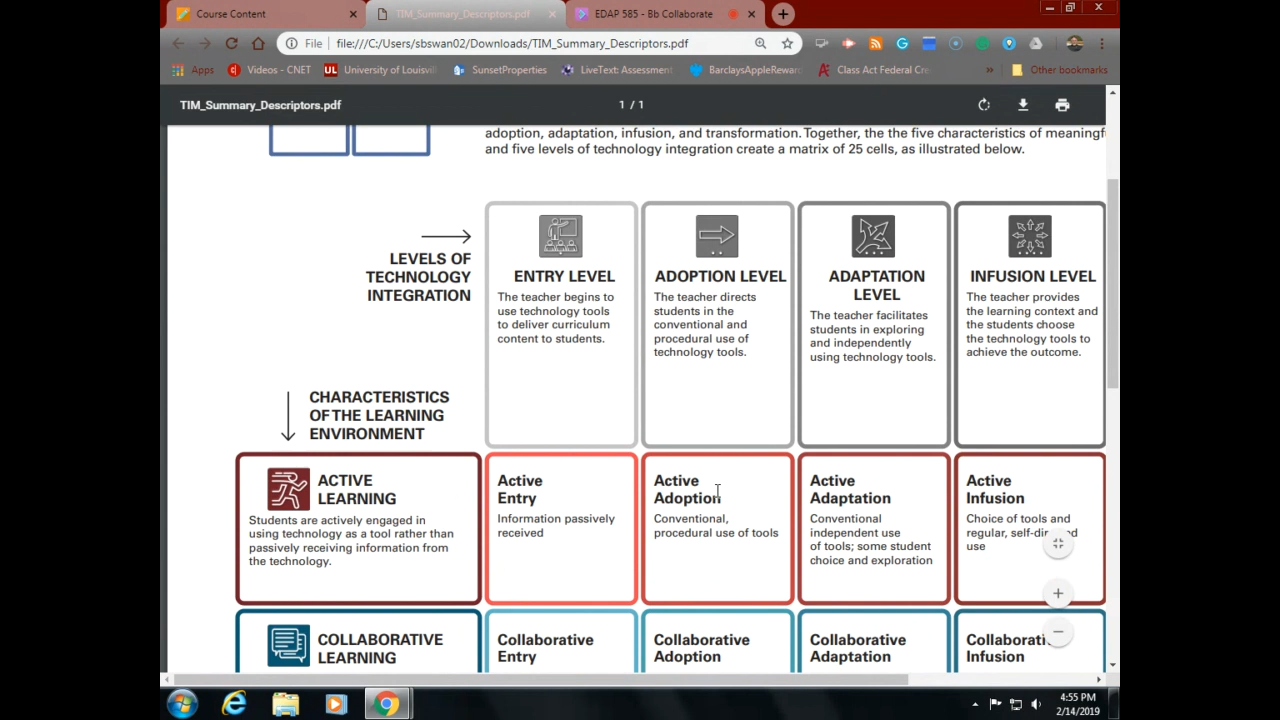 Course Content
TIM_Summary_Descriptors.pdf
EDAP 585 - Bb Collaborate
File
file:///C:/Users/sbswan02/Downloads/TIM_Summary_Descriptors.pdf
Apps
Videos - CNET
University of Louisvil
SunsetProperties
LiveText: Assessment
BarclaysAppleReward
Class Act Federal Cre
»
Other bookmarks
TIM_Summary_Descriptors.pdf
1 / 1
adoption, adaptation, infusion, and transformation. Together, the the five characteristics of meaningf
and five levels of technology integration create a matrix of 25 cells, as illustrated below.
LEVELS OF
TECHNOLOGY
INTEGRATION
ENTRY LEVEL
The teacher begins to
use technology tools
to deliver curriculum
content to students.
ADOPTION LEVEL
The teacher directs
students in the
conventional and
procedural use of
technology tools.
ADAPTATION
LEVEL
The teacher facilitates
students in exploring
and independently
using technology tools.
INFUSION LEVEL
The teacher provides
the learning context and
the students choose
the technology tools to
achieve the outcome.
CHARACTERISTICS
OF THE LEARNING
ENVIRONMENT
ACTIVE
LEARNING
Students are actively engaged in
using technology as a tool rather than
passively receiving information from
the technology.
Active
Entry
Information passively
received
Active
Adoption
Conventional,
procedural use of tools
Active
Adaptation
Conventional
independent use
of tools; some student
choice and exploration
Active
Infusion
Choice of tools and
regular, self-directed
use
COLLABORATIVE
LEARNING
Collaborative
Entry
Collaborative
Adoption
Collaborative
Adaptation
Collaborative
Infusion
4:55 PM
2/14/2019